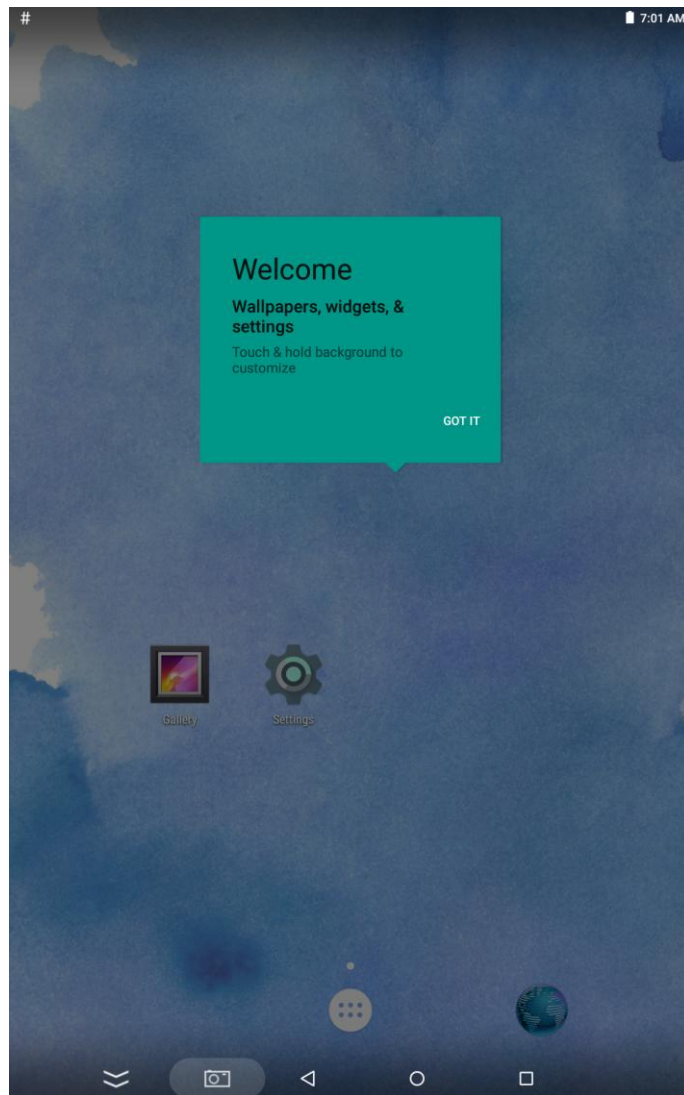 #
7:01 AM
Welcome
Wallpapers, widgets, &
settings
Touch & hold background to
customize
GOT IT
Gallery
Settings